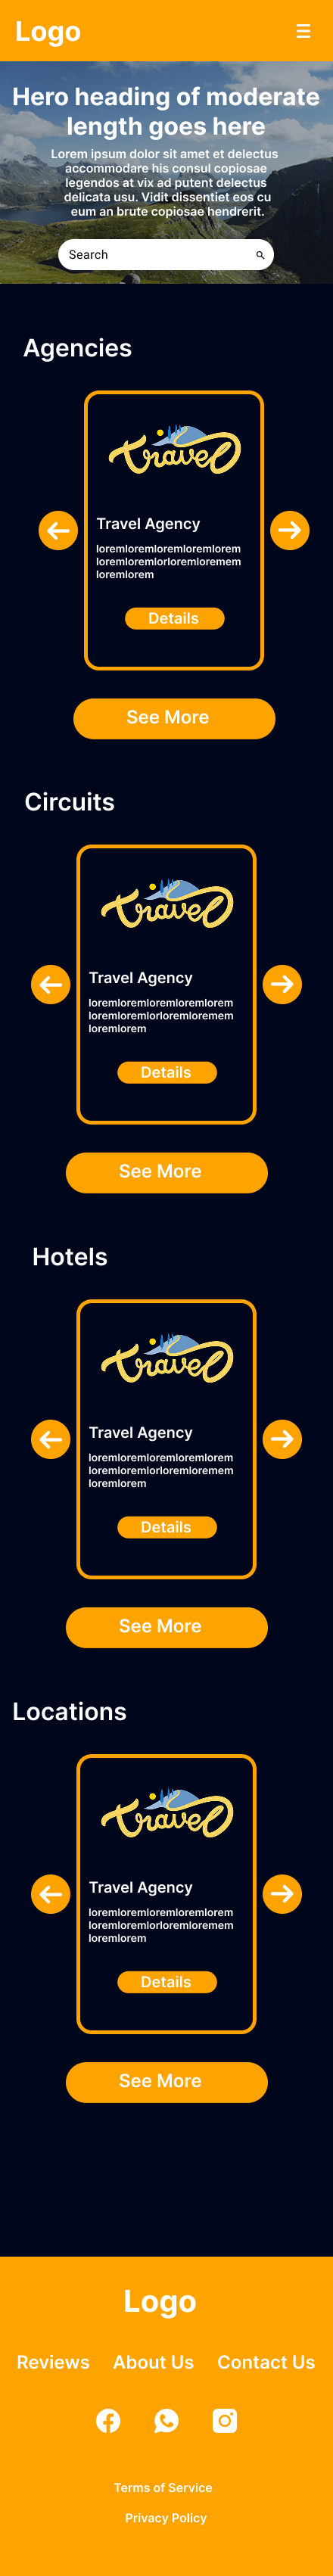 Logo
Hero heading of moderate
length goes here
Lorem ipsum dolor sit amet et delectus
accommodare his consul copiosae
legendos at vix ad putent delectus
delicata usu. Vidit dissentiet eos cu
eum an brute copiosae hendrerit.
Search
Agencies
Travel
Travel Agency
loremloremloremloremlorem
loremloremlorloremloremem
loremlorem
Details
See More
Circuits
Travel
Travel Agency
loremloremloremloremlorem
loremloremlorloremloremem
loremlorem
Details
See More
Hotels
Travel
Travel Agency
loremloremloremloremlorem
loremloremlorloremloremem
loremlorem
Details
See More
Locations
Travel
Travel Agency
loremloremloremloremlorem
loremloremlorloremloremem
loremlorem
Details
See More
Logo
Reviews About Us Contact Us
Terms of Service
Privacy Policy